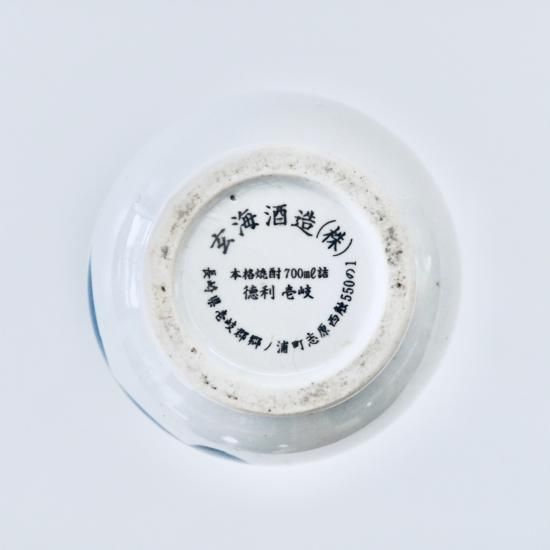 玄海酒造(株)
本格焼酎700㎖詰
徳利 壱岐
長崎県壱岐郡郷ノ浦町志原西触550の1